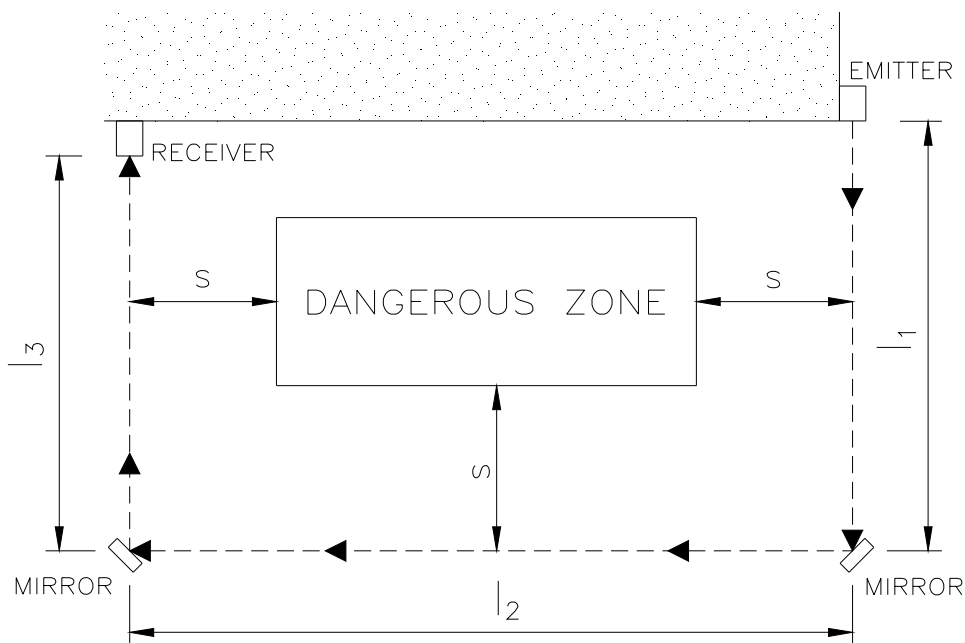 EMITTER
RECEIVER
S
S
DANGEROUS ZONE
l1
l3
S
MIRROR
MIRROR
l2